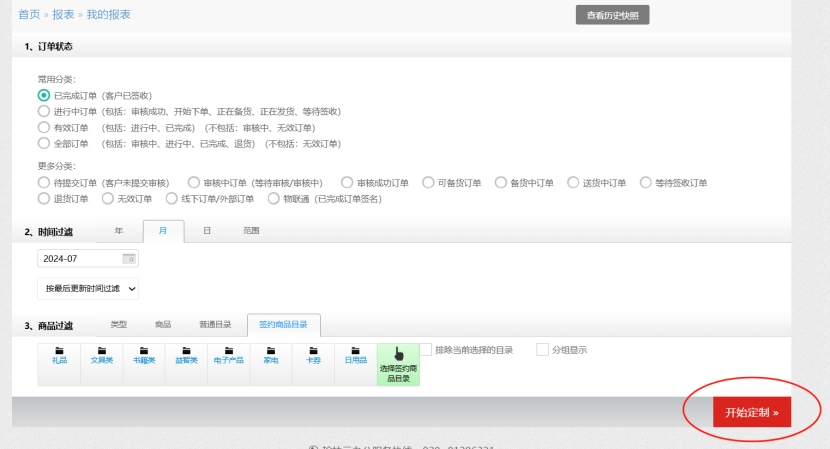 首页 » 报表 » 我的报表
查看历史快照
1、订单状态
常用分类：
已完成订单（客户已签收）
进行中订单（包括：审核成功、开始下单、正在备货、正在发货、等待签收）
有效订单 （包括：进行中、已完成）（不包括：审核中、无效订单）
全部订单 （包括：审核中、进行中、已完成、退货）（不包括：无效订单）
更多分类：
待提交订单（客户未提交审核） 审核中订单（等待审核/审核中） 审核成功订单 可备货订单 备货中订单 送货中订单 等待签收订单
退货订单 无效订单 线下订单/外部订单 物联通（已完成订单签名）
2、时间过滤 年 月 日 范围
2024-07
按最后更新时间过滤
3、商品过滤 类型 商品 普通目录 签约商品目录
礼品 文具类 书籍类 益智类 电子产品 家电 卡券 日用品 选择签约商品目录 排除当前选择的目录 分组显示
开始定制 »